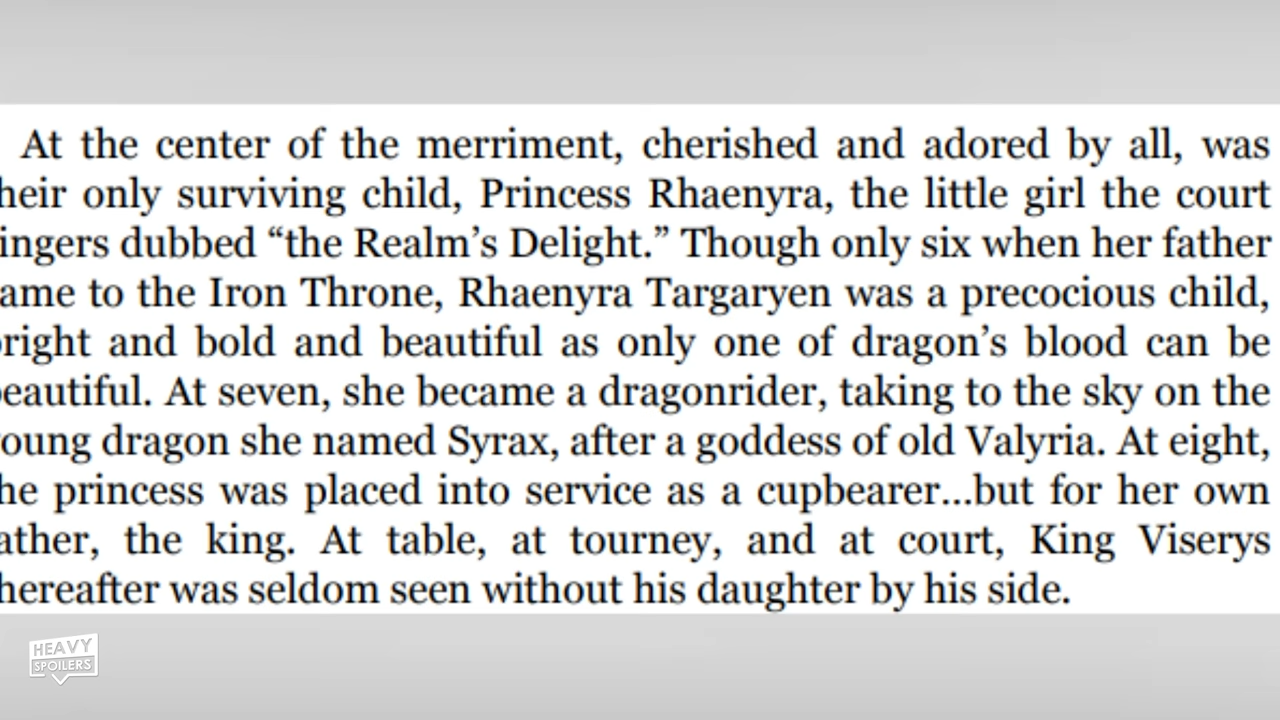 At the center of the merriment, cherished and adored by all, was
heir only surviving child, Princess Rhaenyra, the little girl the court
ingers dubbed “the Realm’s Delight.” Though only six when her father
ame to the Iron Throne, Rhaenyra Targaryen was a precocious child,
right and bold and beautiful as only one of dragon’s blood can be
eautiful. At seven, she became a dragonrider, taking to the sky on the
oung dragon she named Syrax, after a goddess of old Valyria. At eight,
he princess was placed into service as a cupbearer...but for her own
ather, the king. At table, at tourney, and at court, King Viserys
hereafter was seldom seen without his daughter by his side.
HEAVY
SPOILERS